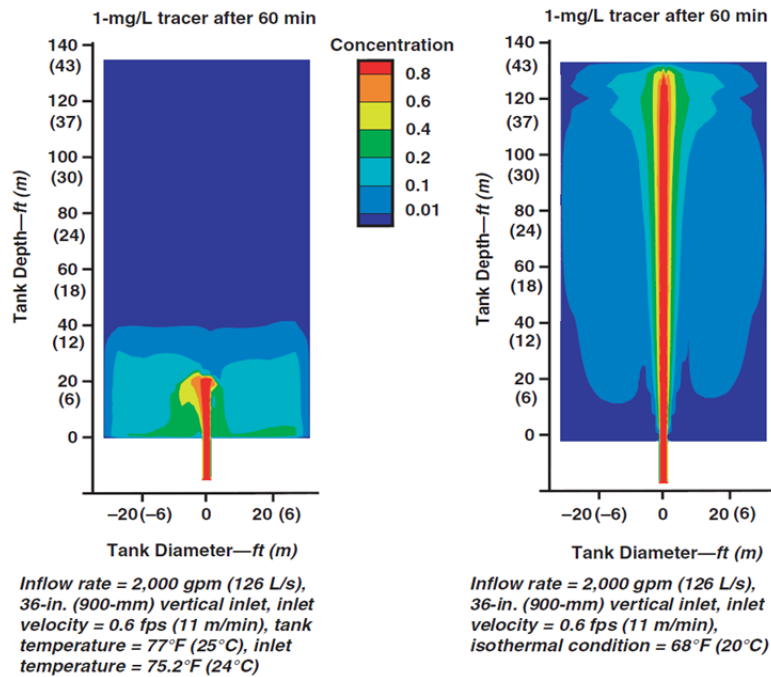 1-mg/L tracer after 60 min
140
(43)
120
(37)
100
(30)
80
(24)
60
(18)
40
(12)
20
(6)
0
Tank Depth—ft (m)
–20(–6) 0 20 (6)
Tank Diameter—ft (m)
Inflow rate = 2,000 gpm (126 L/s),
36-in. (900-mm) vertical inlet, inlet
velocity = 0.6 fps (11 m/min), tank
temperature = 77°F (25°C), inlet
temperature = 75.2°F (24°C)
Concentration
0.8
0.6
0.4
0.2
0.1
0.01
1-mg/L tracer after 60 min
140
(43)
120
(37)
100
(30)
80
(24)
60
(18)
40
(12)
20
(6)
0
Tank Depth—ft (m)
–20(–6) 0 20 (6)
Tank Diameter—ft (m)
Inflow rate = 2,000 gpm (126 L/s),
36-in. (900-mm) vertical inlet, inlet
velocity = 0.6 fps (11 m/min),
isothermal condition = 68°F (20°C)